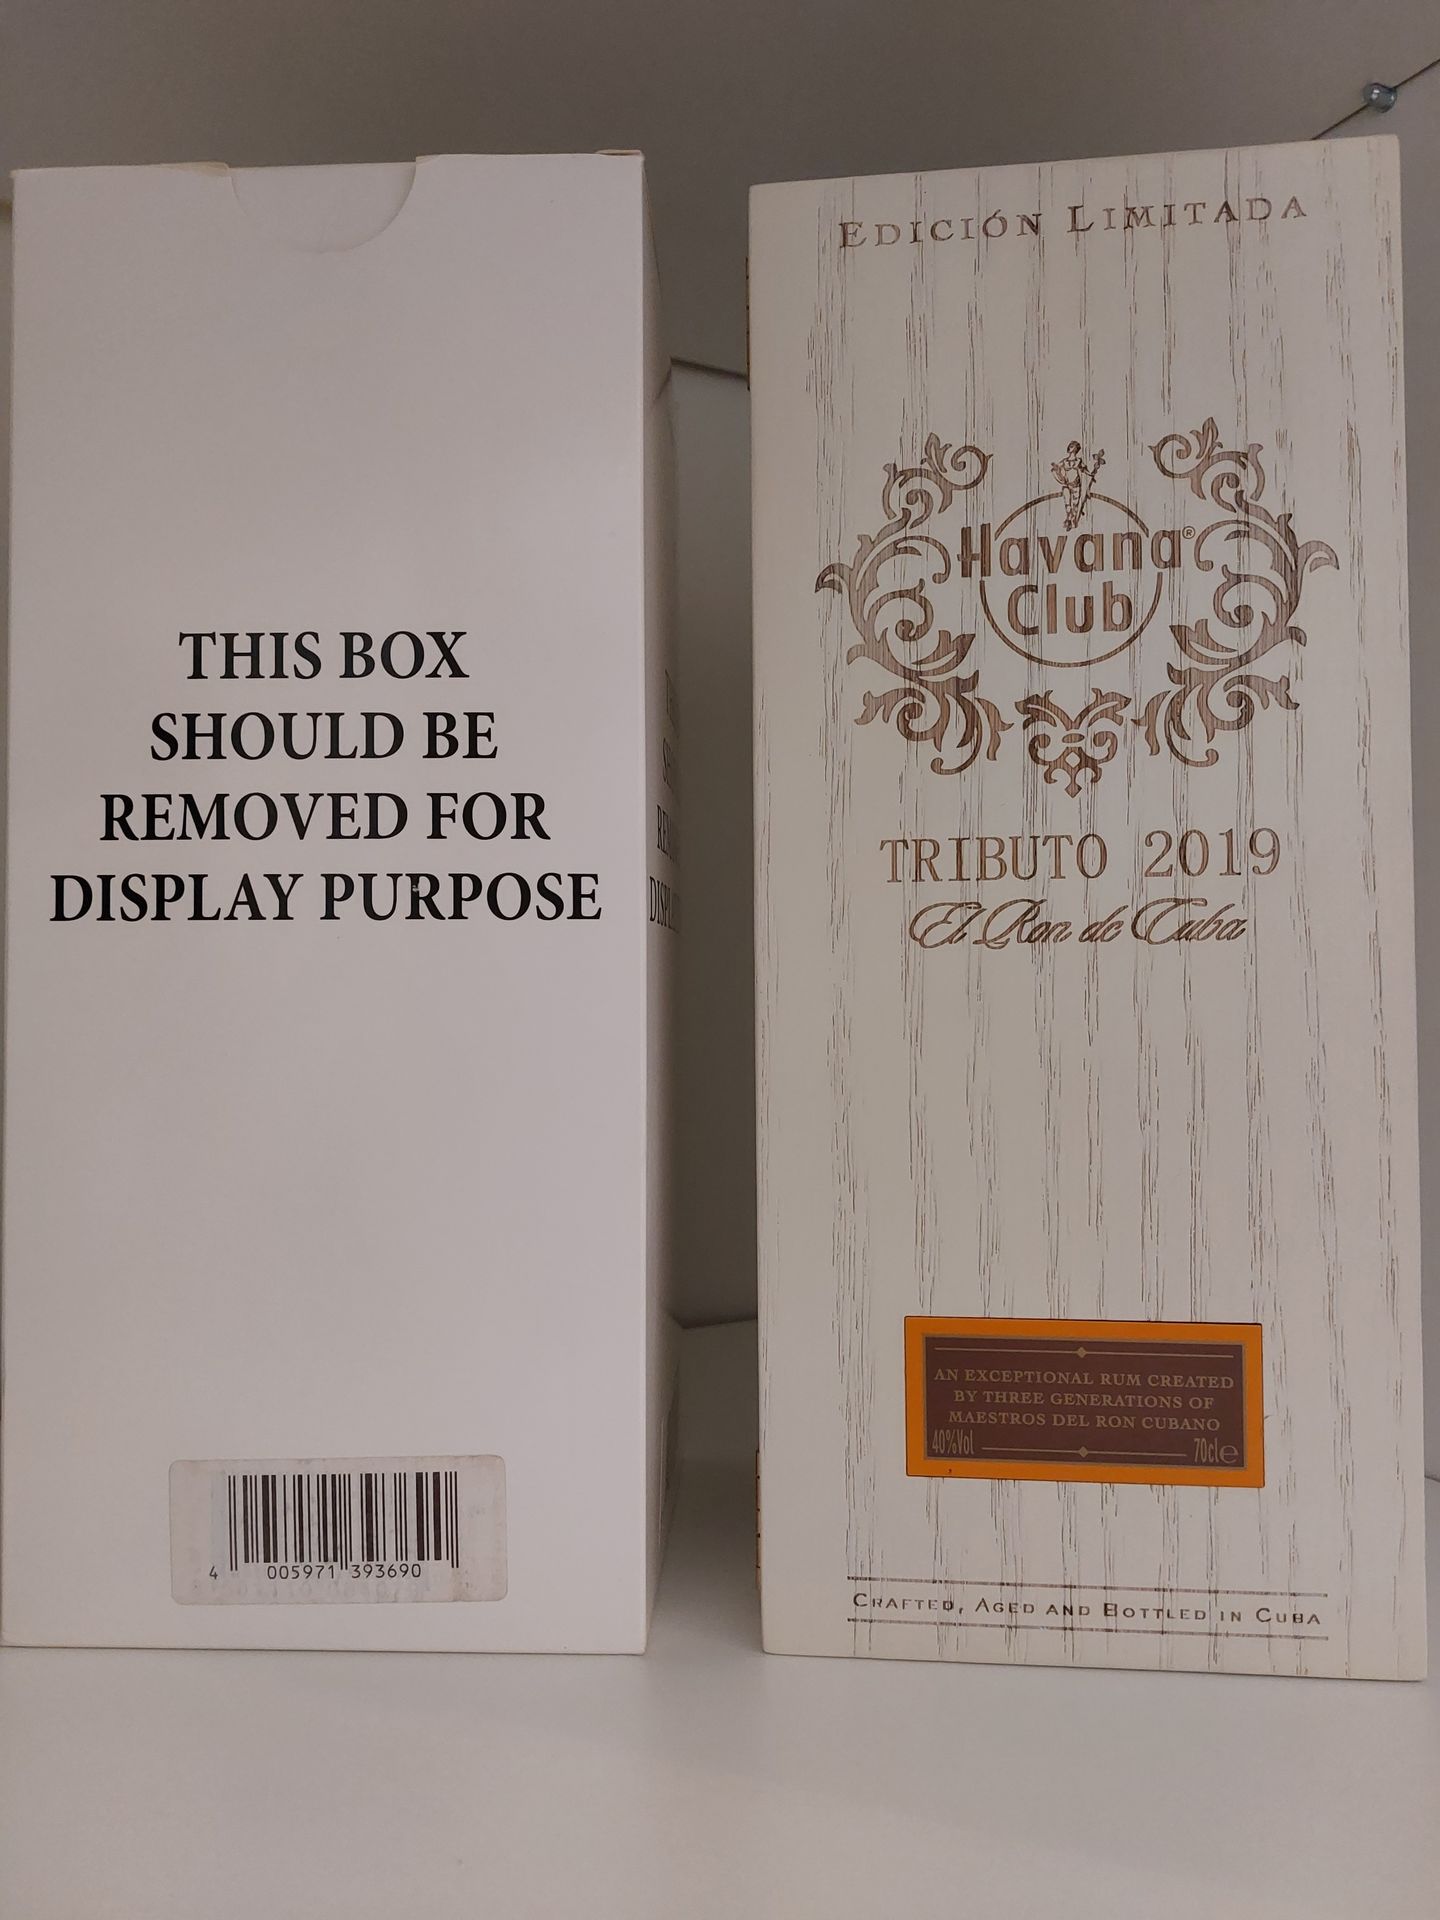 THIS BOX
SHOULD BE
REMOVED FOR
DISPLAY PURPOSE
4 005971 393690
EDICIÓN LIMITADA
Havana®
Club
TRIBUTO 2019
El Ron de Cuba
AN EXCEPTIONAL RUM CREATED
BY THREE GENERATIONS OF
MAESTROS DEL RON CUBANO
40%Vol 70cl e
CRAFTED, AGED AND BOTTLED IN CUBA